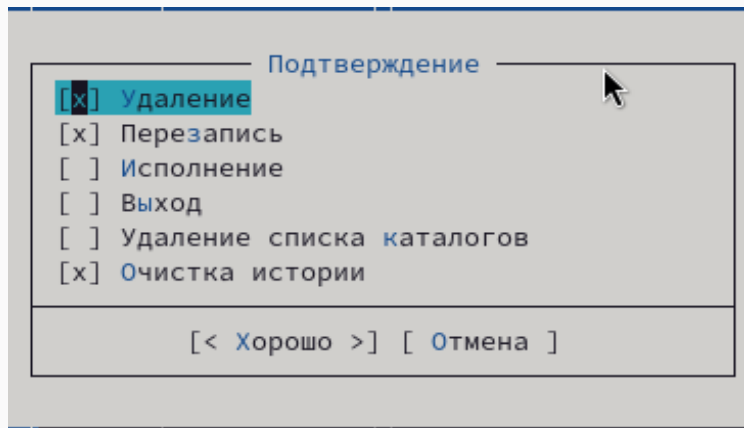 Подтверждение
[x] Удаление
[x] Перезапись
[ ] Исполнение
[ ] Выход
[ ] Удаление списка каталогов
[x] Очистка истории
[< Хорошо >] [ Отмена ]